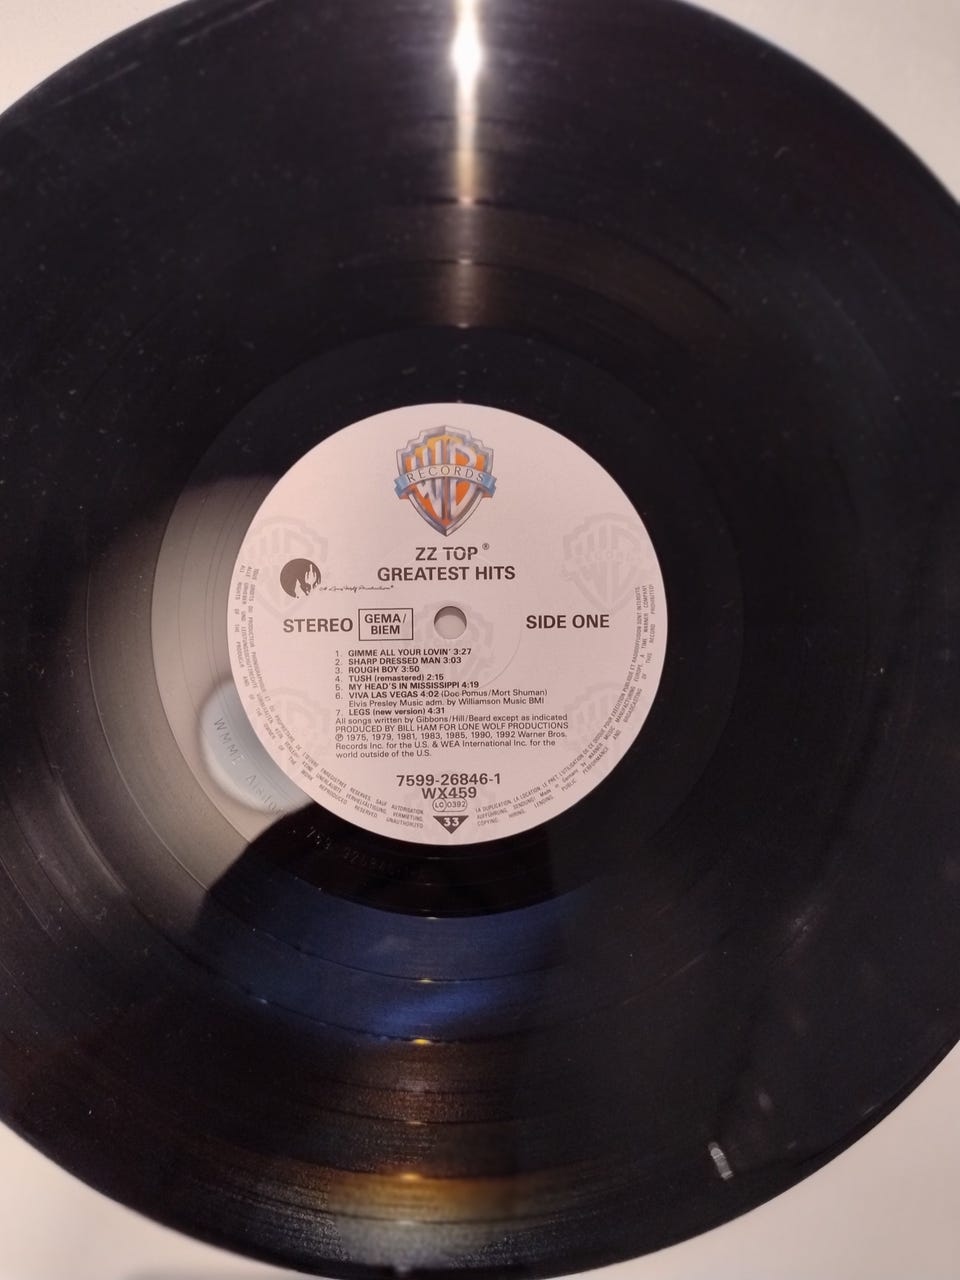 WB
RECORDS
ZZ TOP®
GREATEST HITS
A Lone Wolf Production®
STEREO
GEMA/
BIEM
SIDE ONE
1. GIMME ALL YOUR LOVIN' 3:27
2. SHARP DRESSED MAN 3:03
3. ROUGH BOY 3:50
4. TUSH (remastered) 2:15
5. MY HEAD'S IN MISSISSIPPI 4:19
6. VIVA LAS VEGAS 4:02 (Doc Pomus/Mort Shuman)
Elvis Presley Music adm. by Williamson Music BMI
7. LEGS (new version) 4:31
All songs written by Gibbons/Hill/Beard except as indicated
PRODUCED BY BILL HAM FOR LONE WOLF PRODUCTIONS
℗ 1975, 1979, 1981, 1983, 1985, 1990, 1992 Warner Bros.
Records Inc. for the U.S. & WEA International Inc. for the
world outside of the U.S.
7599-26846-1
WX459
LC 0392
33
WMME Alsdorf